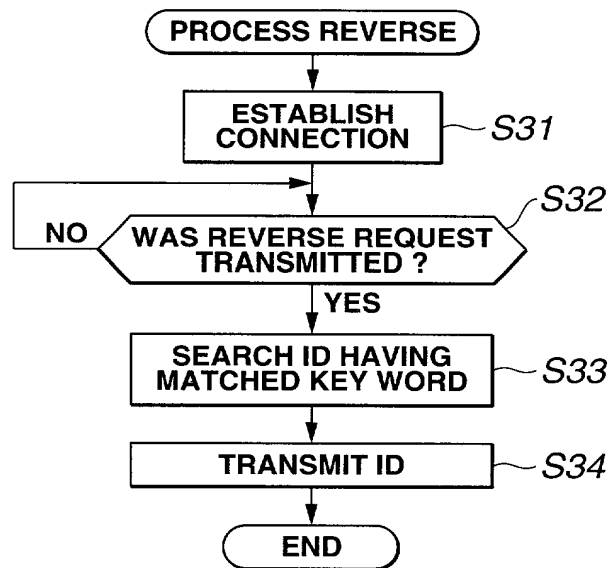 PROCESS REVERSE
ESTABLISH
CONNECTION
S31
S32
NO
WAS REVERSE REQUEST
TRANSMITTED ?
YES
SEARCH ID HAVING
MATCHED KEY WORD
S33
TRANSMIT ID
S34
END